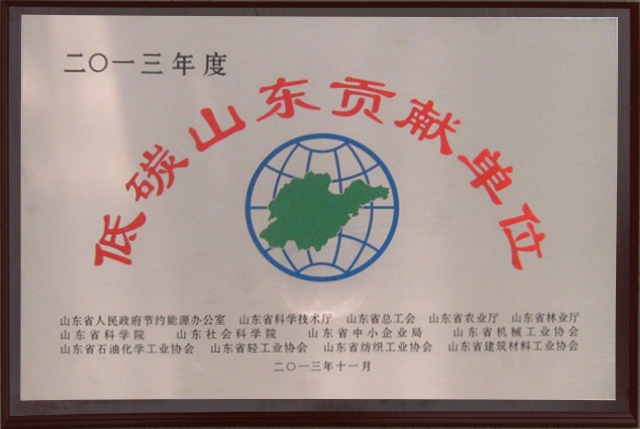 二〇一三年度
低碳山东贡献单位
山东省人民政府节约能源办公室 山东省科学技术厅 山东省总工会 山东省农业厅 山东省林业厅
山东省科学院 山东社会科学院 山东省中小企业局 山东省机械工业协会
山东省石油化学工业协会 山东省轻工业协会 山东省纺织工业协会 山东省建筑材料工业协会
二〇一三年十一月